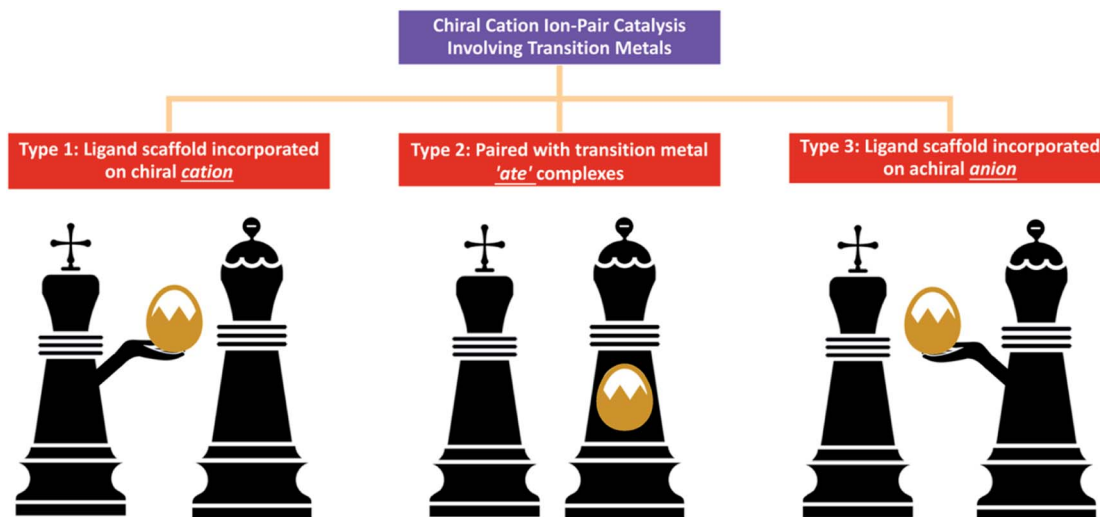 Chiral Cation Ion-Pair Catalysis
Involving Transition Metals
Type 1: Ligand scaffold incorporated
on chiral cation
Type 2: Paired with transition metal
'ate' complexes
Type 3: Ligand scaffold incorporated
on achiral anion